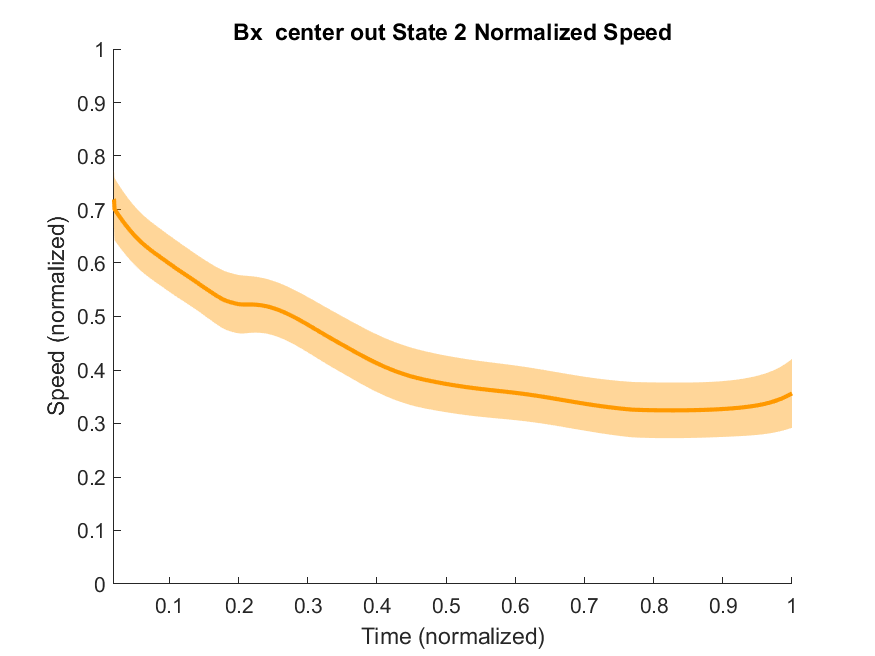 Bx  center out State 2 Normalized Speed
1
0.9
0.8
0.7
0.6
0.5
0.4
0.3
0.2
0.1
0
Speed (normalized)
0.1 0.2 0.3 0.4 0.5 0.6 0.7 0.8 0.9 1
Time (normalized)